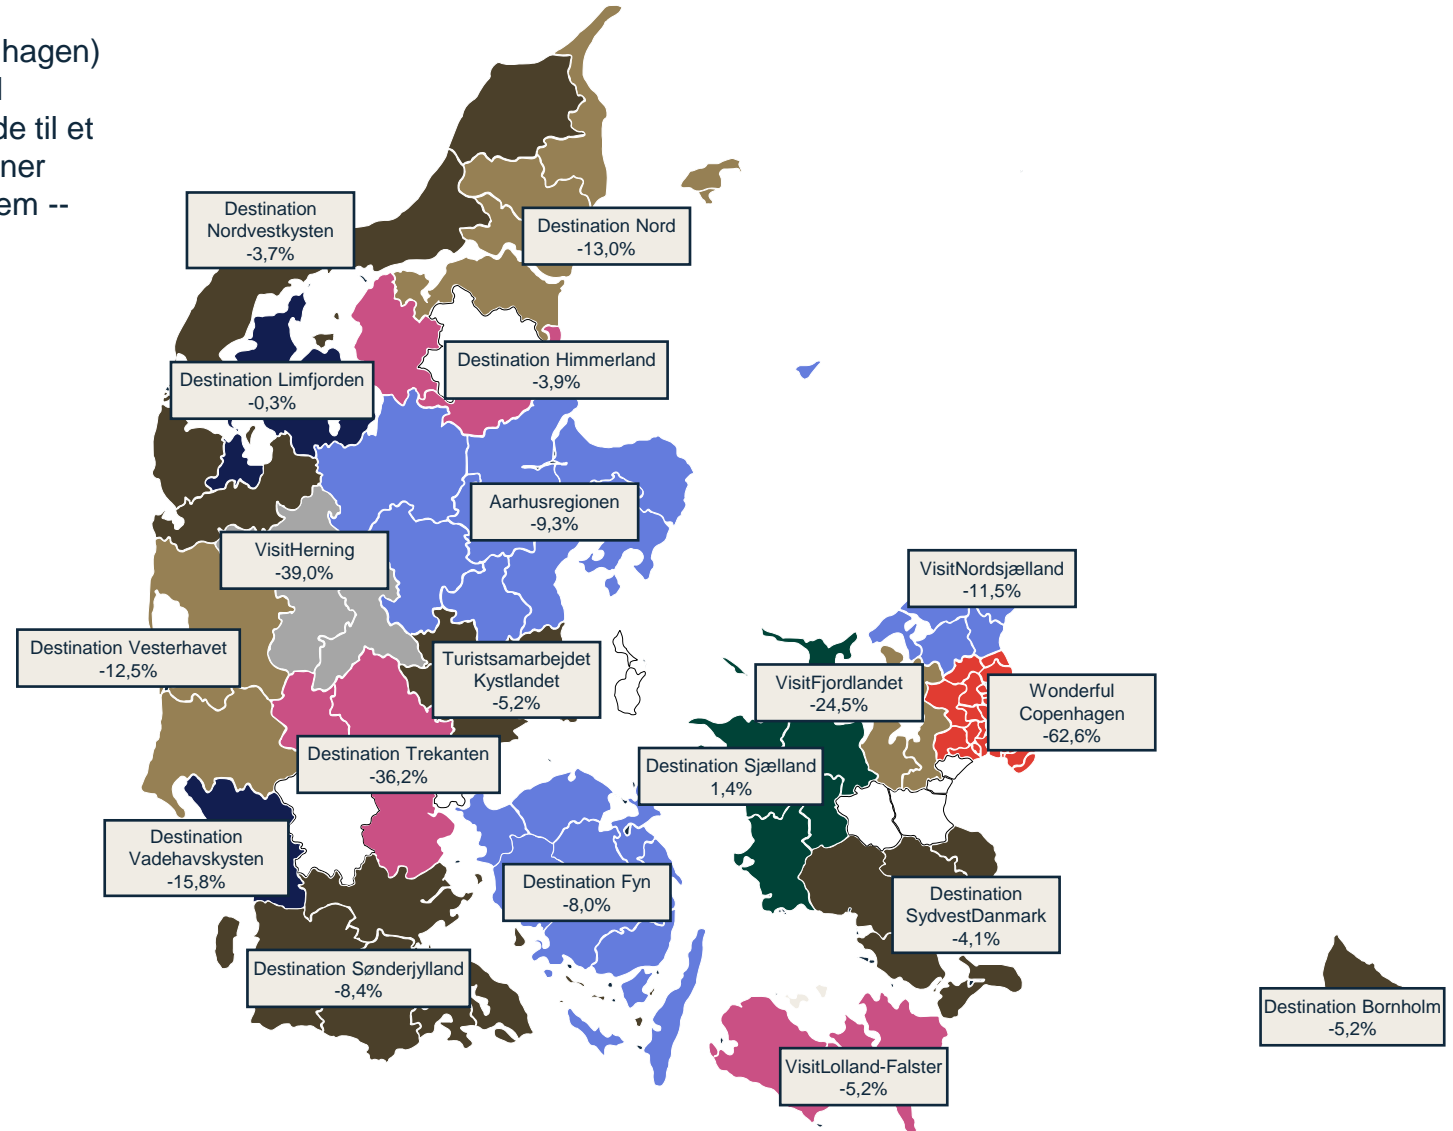 hagen)
de til et
ner
em --
Destination
Nordvestkysten
-3,7%
Destination Nord
-13,0%
Destination Himmerland
-3,9%
Destination Limfjorden
-0,3%
Aarhusregionen
-9,3%
VisitHerning
-39,0%
VisitNordsjælland
-11,5%
Destination Vesterhavet
-12,5%
Turistsamarbejdet
Kystlandet
-5,2%
VisitFjordlandet
-24,5%
Wonderful
Copenhagen
-62,6%
Destination Trekanten
-36,2%
Destination Sjælland
1,4%
Destination
Vadehavskysten
-15,8%
Destination Fyn
-8,0%
Destination
SydvestDanmark
-4,1%
Destination Sønderjylland
-8,4%
Destination Bornholm
-5,2%
VisitLolland-Falster
-5,2%